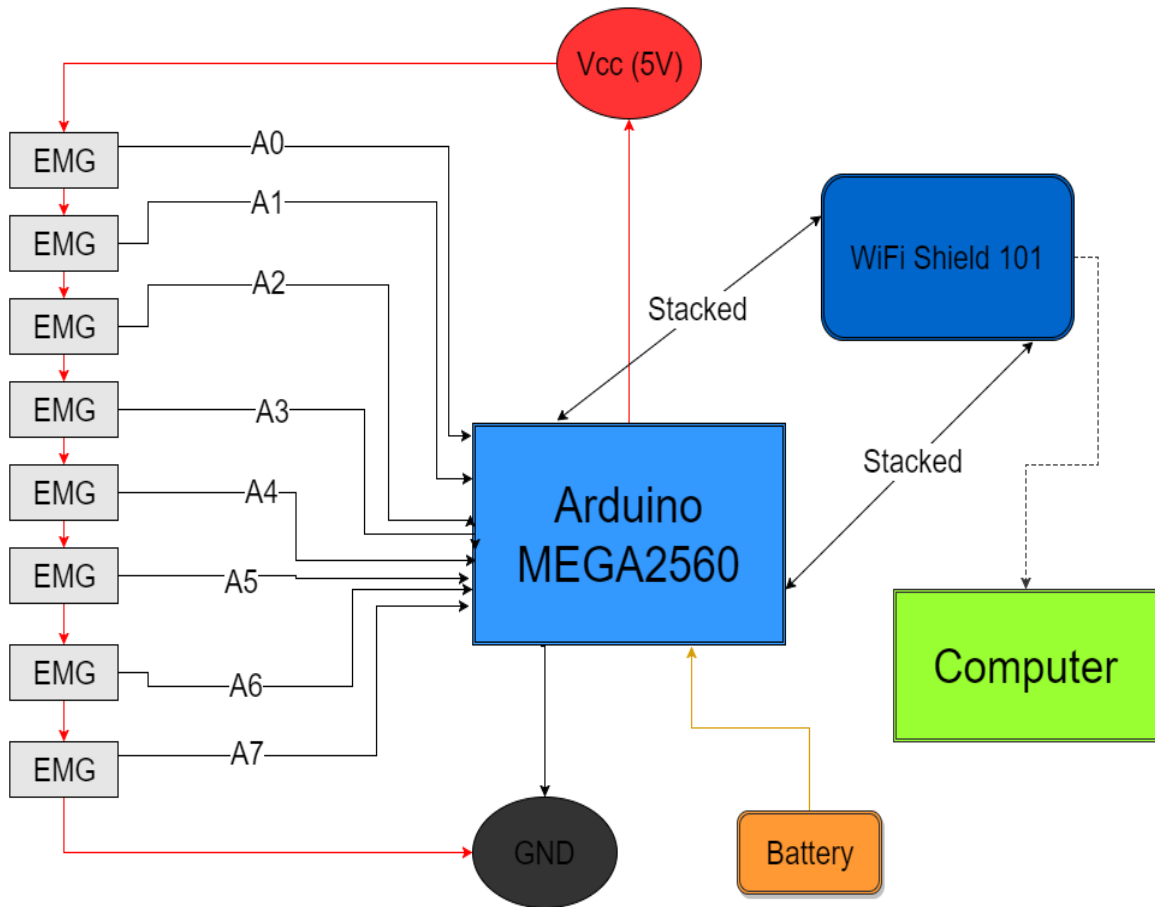 Vcc (5V)
EMG
A0
EMG
A1
EMG
A2
EMG
A3
EMG
A4
EMG
A5
EMG
A6
EMG
A7
WiFi Shield 101
Stacked
Stacked
Arduino
MEGA2560
Computer
GND
Battery